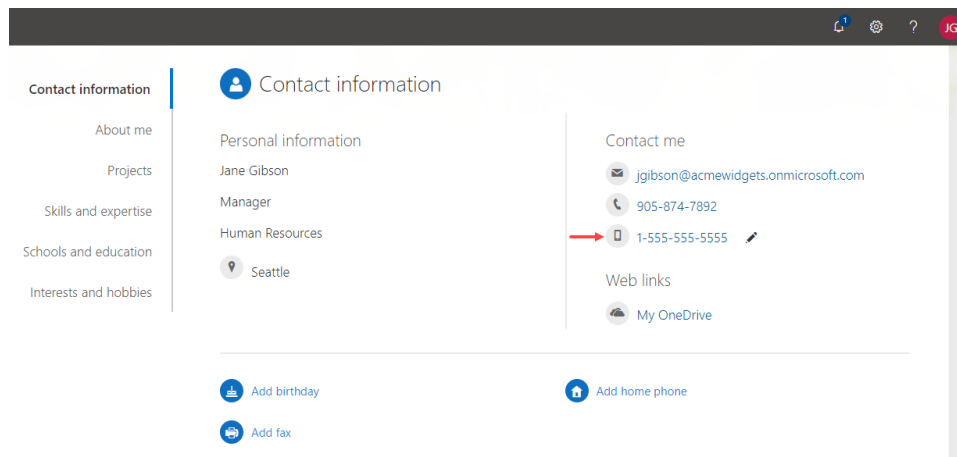 1
?
JG
Contact information
About me
Projects
Skills and expertise
Schools and education
Interests and hobbies
Contact information
Personal information
Jane Gibson
Manager
Human Resources
Seattle
Contact me
jgibson@acmewidgets.onmicrosoft.com
905-874-7892
1-555-555-5555
Web links
My OneDrive
Add birthday
Add home phone
Add fax